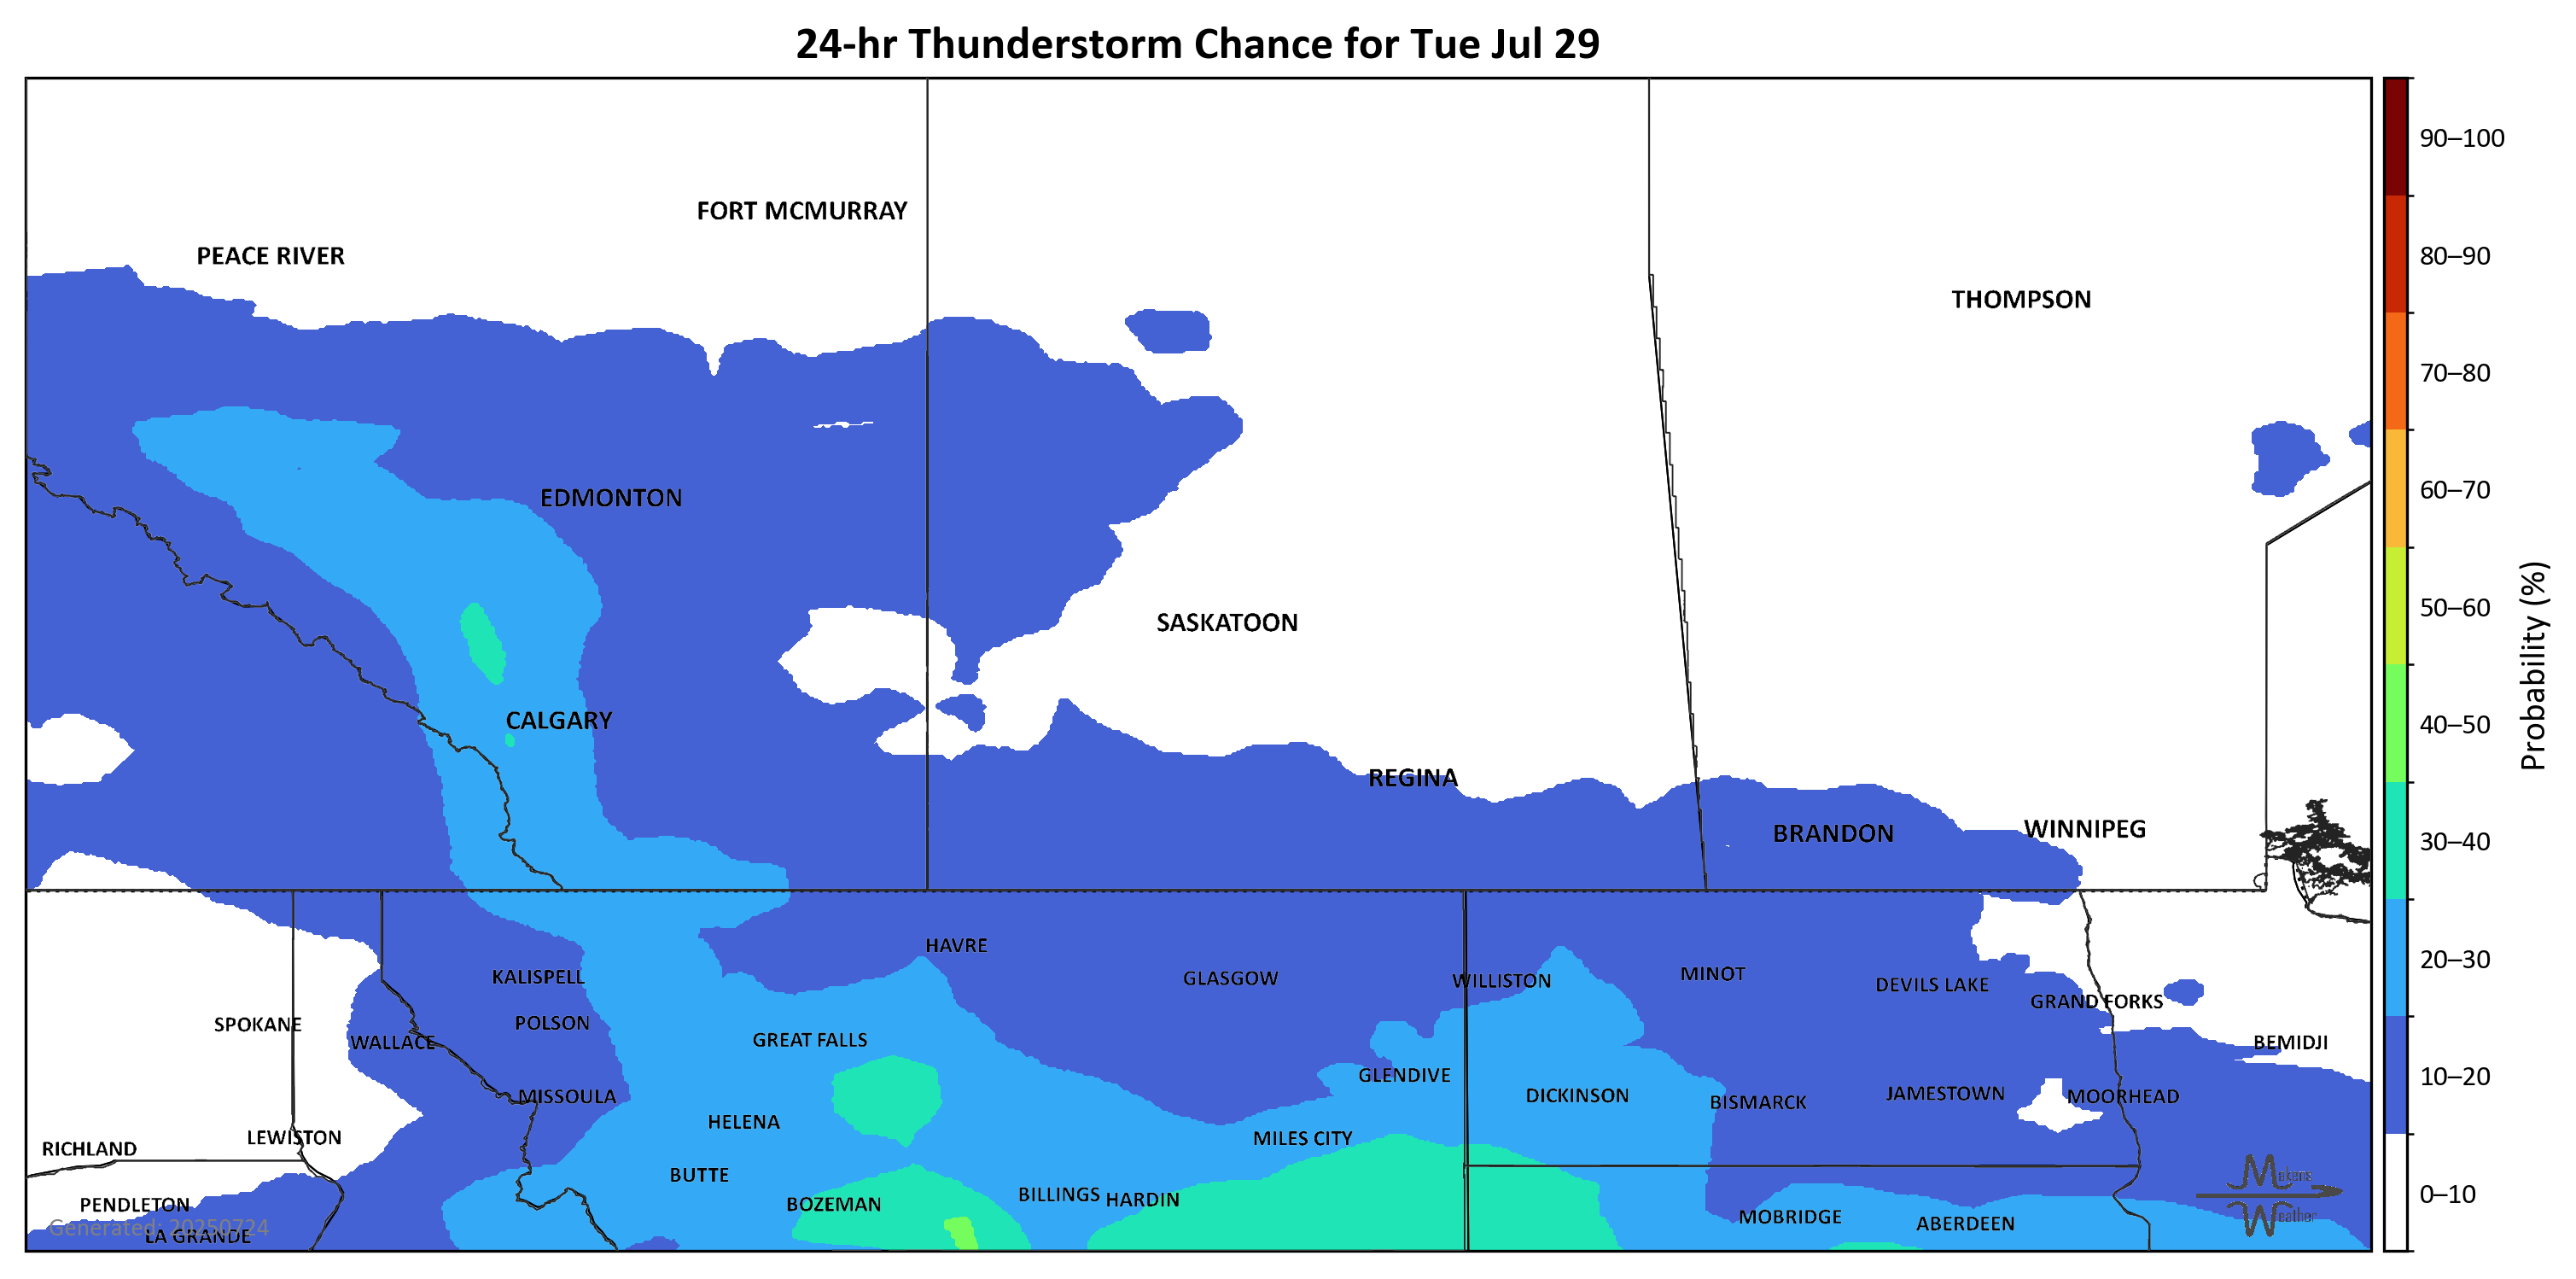 24-hr Thunderstorm Chance for Tue Jul 29
90–100
FORT MCMURRAY
PEACE RIVER
80–90
THOMPSON
70–80
60–70
EDMONTON
50–60
SASKATOON
Probability (%)
CALGARY
40–50
REGINA
WINNIPEG
BRANDON
30–40
HAVRE
20–30
MINOT
KALISPELL
GLASGOW
WILLISTON
DEVILS LAKE
GRAND FORKS
SPOKANE
POLSON
GREAT FALLS
WALLACE
BEMIDJI
GLENDIVE
10–20
JAMESTOWN
DICKINSON
MISSOULA
MOORHEAD
BISMARCK
HELENA
LEWISTON
MILES CITY
RICHLAND
BUTTE
Makens
BILLINGS
0–10
HARDIN
PENDLETON
BOZEMAN
MOBRIDGE
Weather
ABERDEEN
Generated: 20250724
LA GRANDE